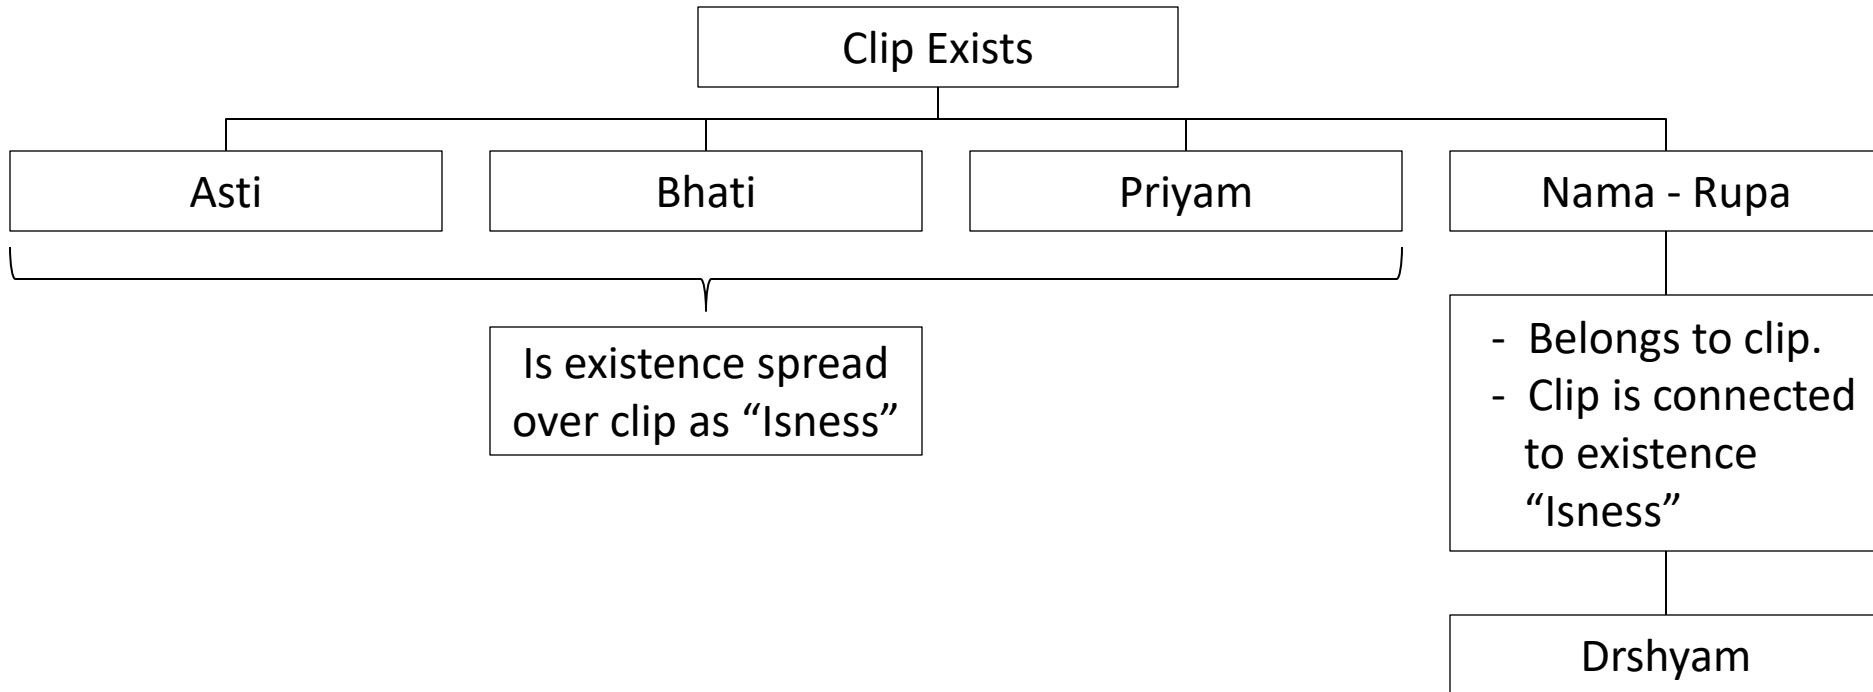 Clip Exists
Asti
Bhati
Priyam
Nama - Rupa
Is existence spread
over clip as “Isness”
- Belongs to clip.
- Clip is connected
to existence
“Isness”
Drshyam